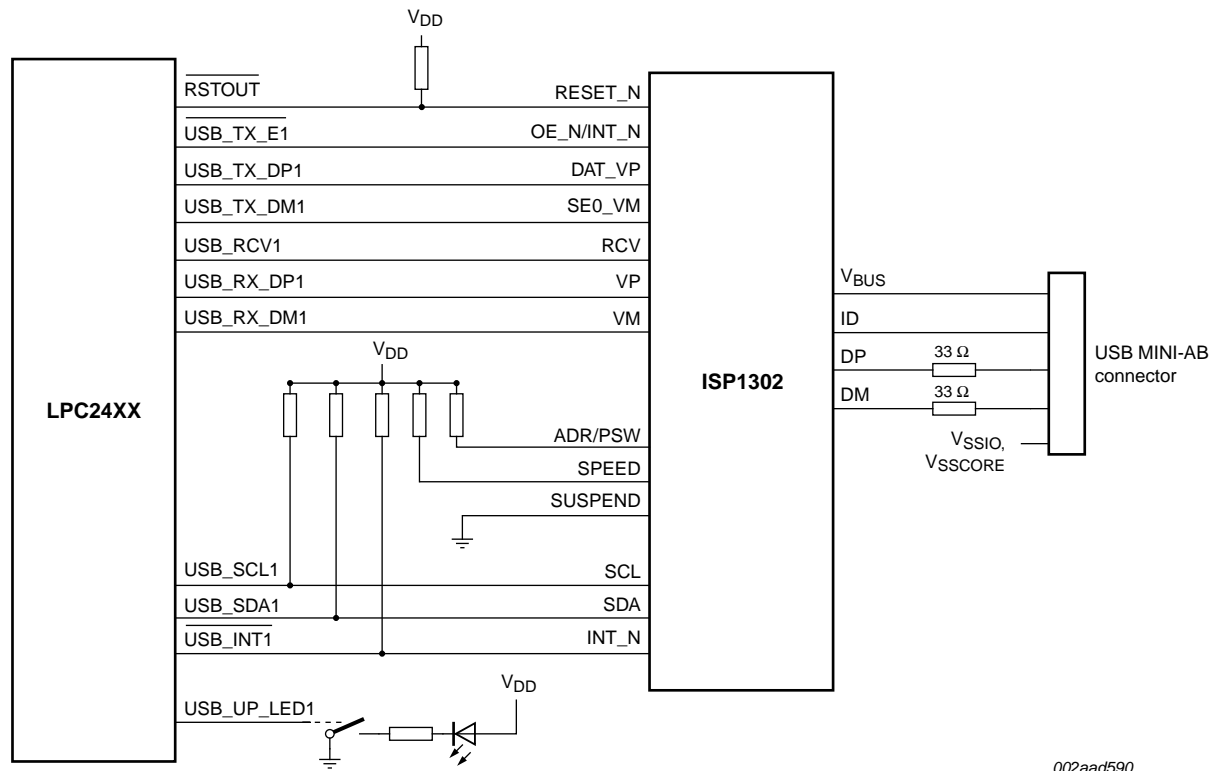 VDD
RSTOUT RESET_N
USB_TX_E1 OE_N/INT_N
USB_TX_DP1 DAT_VP
USB_TX_DM1 SE0_VM
USB_RCV1 RCV
USB_RX_DP1 VP
USB_RX_DM1 VM
VBUS
ID
DP 33 Ω
DM 33 Ω
USB MINI-AB
connector
VSSIO,
VSSCORE
LPC24XX
ISP1302
VDD
ADR/PSW
SPEED
SUSPEND
USB_SCL1 SCL
USB_SDA1 SDA
USB_INT1 INT_N
USB_UP_LED1
VDD
002aad590